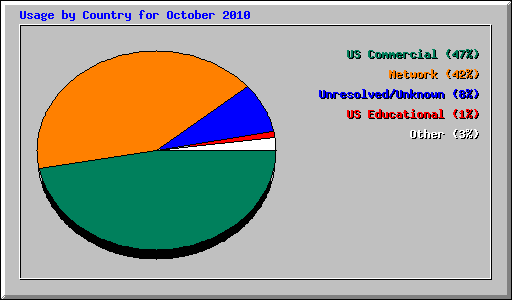 Usage by Country for October 2010
US Commercial (47%)
Network (42%)
Unresolved/Unknown (8%)
US Educational (1%)
Other (3%)